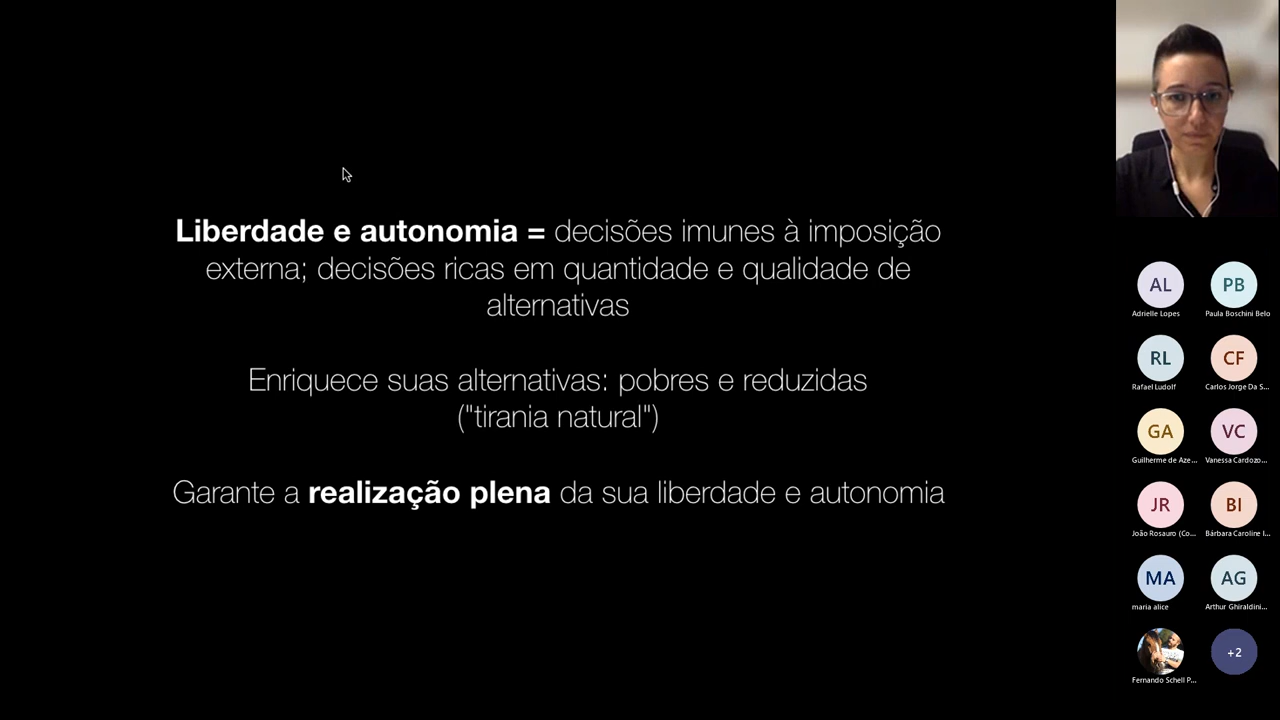 Liberdade e autonomia = decisões imunes à imposição
externa; decisões ricas em quantidade e qualidade de
alternativas
Enriquece suas alternativas: pobres e reduzidas
("tirania natural")
Garante a realização plena da sua liberdade e autonomia
AL
PB
Adrielle Lopes
Paula Boschini Belo
RL
CF
Rafael Ludolf
Carlos Jorge Da S...
GA
VC
Guilherme de Aze...
Vanessa Cardozo...
JR
BI
João Rosauro (Co...
Bárbara Caroline I...
MA
AG
maria alice
Arthur Ghiraldini...
+2
Fernando Schell P...